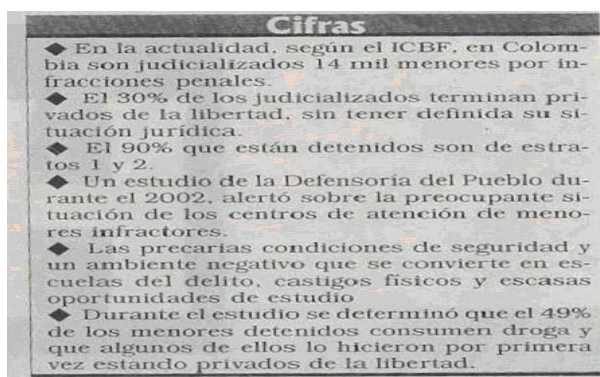 Cifras
◆ En la actualidad, según el ICBF, en Colom-
bia son judicializados 14 mil menores por in-
fracciones penales.
◆ El 30% de los judicializados terminan pri-
vados de la libertad, sin tener definida su si-
tuación jurídica.
◆ El 90% que están detenidos son de estra-
tos 1 y 2.
◆ Un estudio de la Defensoría del Pueblo du-
rante el 2002, alertó sobre la preocupante si-
tuación de los centros de atención de meno-
res infractores.
◆ Las precarias condiciones de seguridad y
un ambiente negativo que se convierte en es-
cuelas del delito, castigos físicos y escasas
oportunidades de estudio
◆ Durante el estudio se determinó que el 49%
de los menores detenidos consumen droga y
que algunos de ellos lo hicieron por primera
vez estando privados de la libertad.